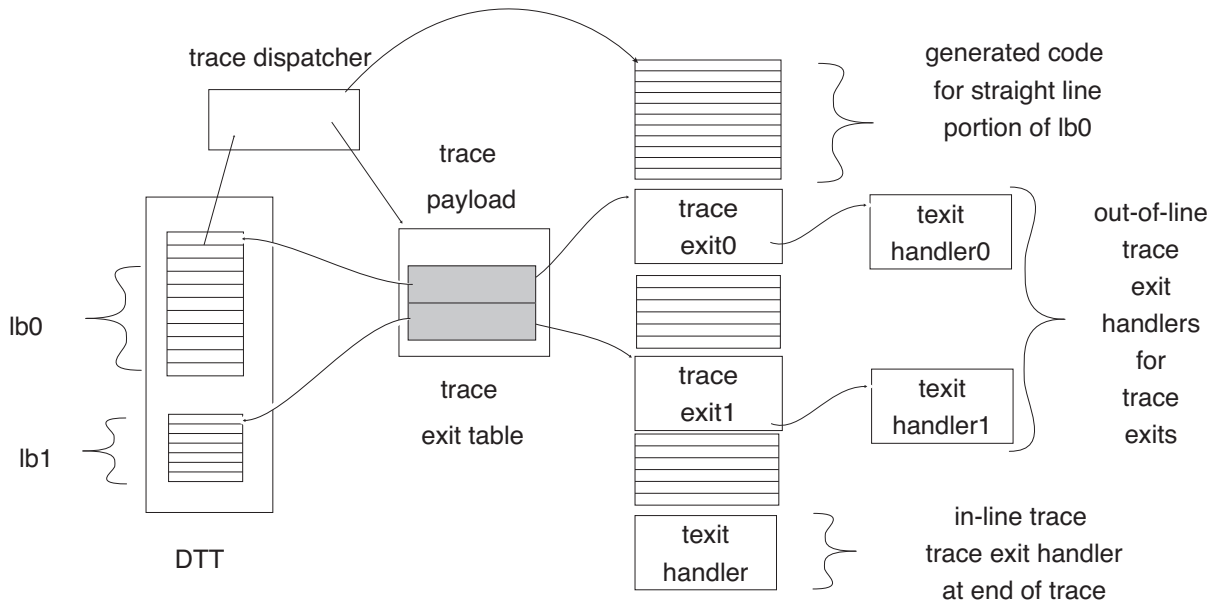 trace dispatcher
trace
payload
trace
exit table
lb0
lb1
DTT
generated code
for straight line
portion of lb0
trace
exit0
texit
handler0
trace
exit1
texit
handler1
out-of-line
trace
exit
handlers
for
trace
exits
texit
handler
in-line trace
trace exit handler
at end of trace